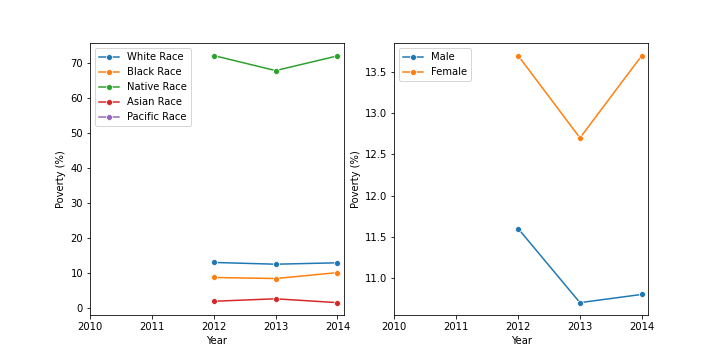 White Race
Black Race
Native Race
Asian Race
Pacific Race
70
60
50
40
30
20
10
0
Poverty (%)
2010 2011 2012 2013 2014
Year
Male
Female
13.5
13.0
12.5
12.0
11.5
11.0
Poverty (%)
2010 2011 2012 2013 2014
Year